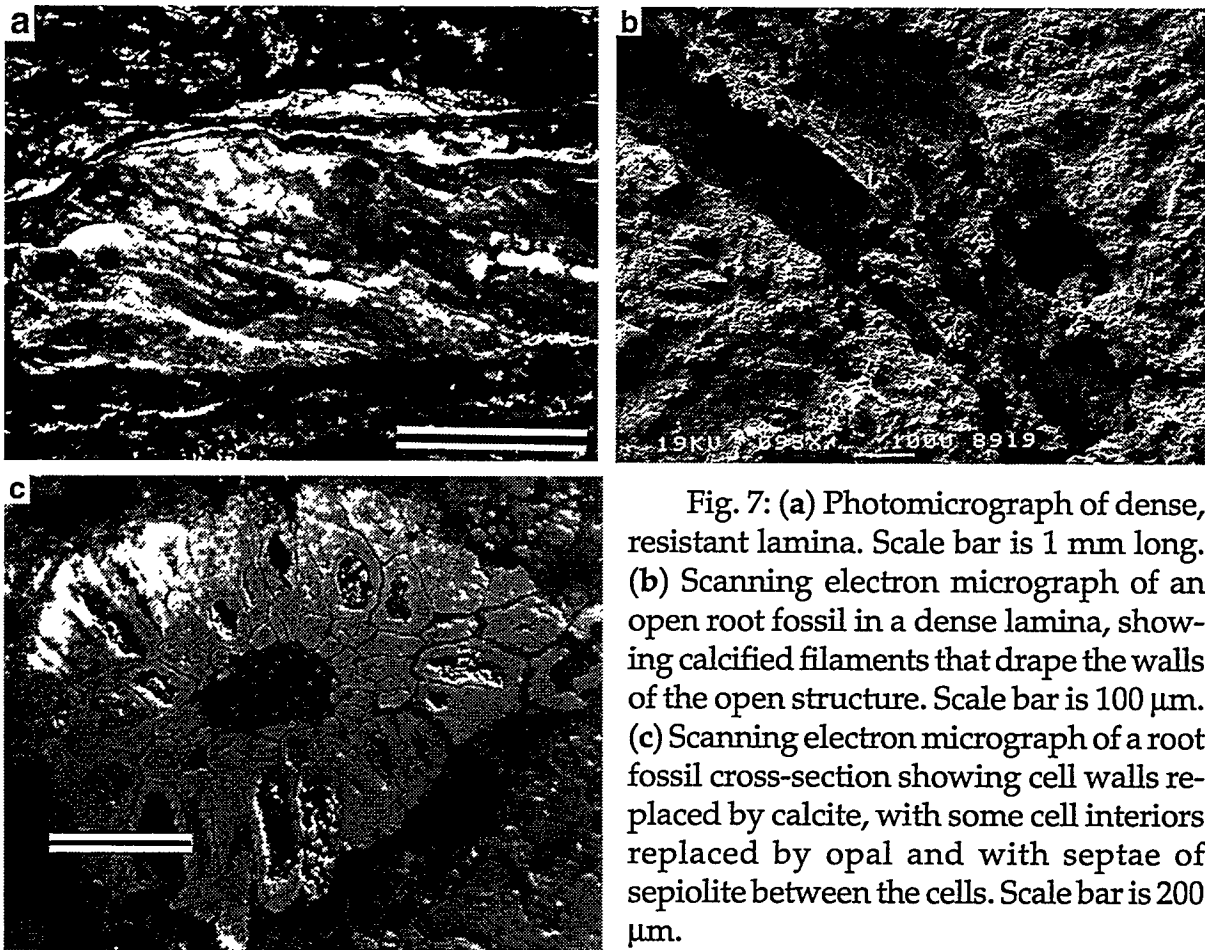 a
b
19KU 100U 8919
c
Fig. 7: (a) Photomicrograph of dense,
resistant lamina. Scale bar is 1 mm long.
(b) Scanning electron micrograph of an
open root fossil in a dense lamina, show-
ing calcified filaments that drape the walls
of the open structure. Scale bar is 100 µm.
(c) Scanning electron micrograph of a root
fossil cross-section showing cell walls re-
placed by calcite, with some cell interiors
replaced by opal and with septae of
sepiolite between the cells. Scale bar is 200
µm.